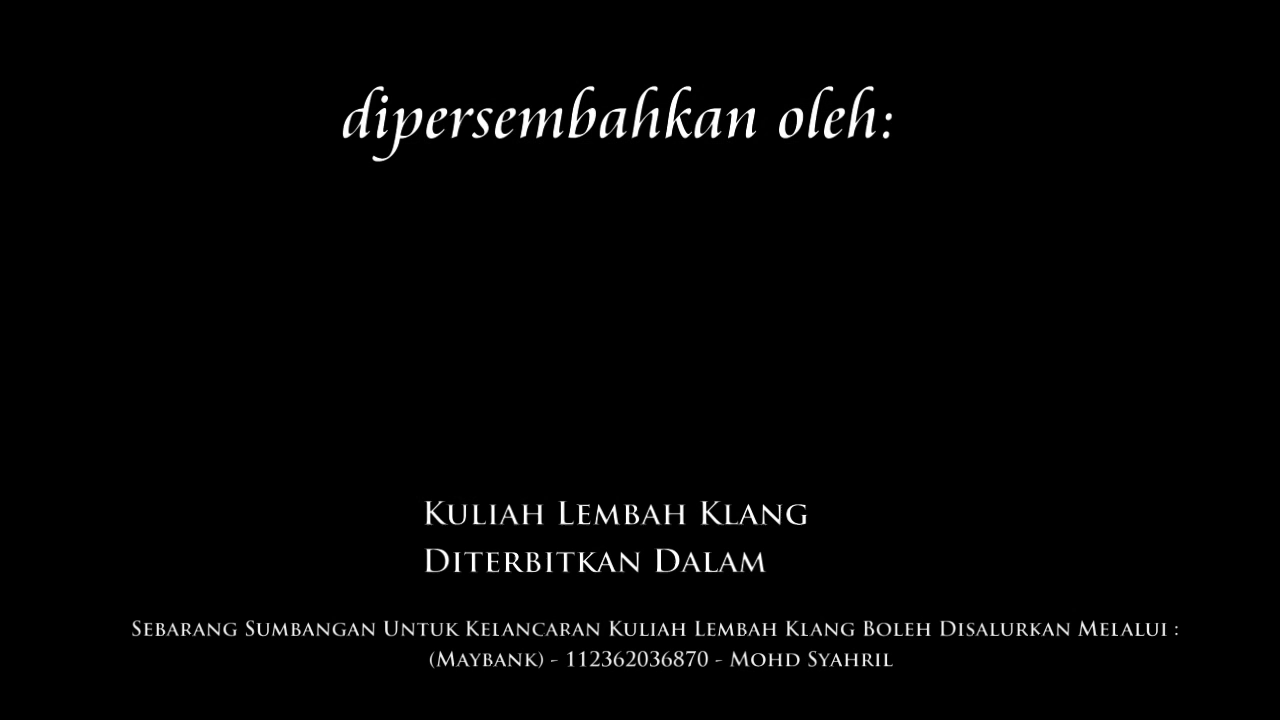 dipersembahkan oleh:
Kuliah Lembah Klang
Diterbitkan Dalam
Sebarang Sumbangan Untuk Kelancaran Kuliah Lembah Klang Boleh Disalurkan Melalui :
(Maybank) - 112362036870 - Mohd Syahril